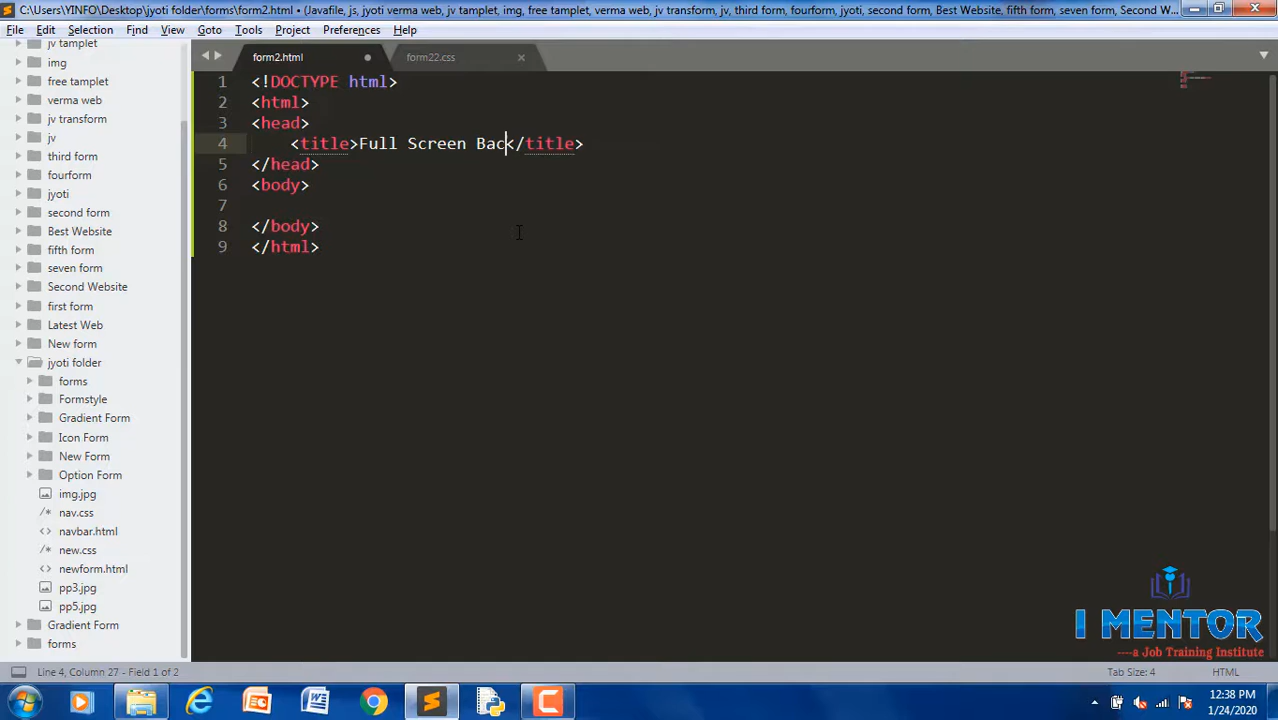 C:\Users\YINFO\Desktop\jyoti folder\forms\form2.html • (Javafile, js, jyoti verma web, jv tamplet, img, free tamplet, verma web, jv transform, jv, third form, fourform, jyoti, second form, Best Website, fifth form, seven form, Second W...
File Edit Selection Find View Goto Tools Project Preferences Help
jv tamplet
img
free tamplet
verma web
jv transform
jv
third form
fourform
jyoti
second form
Best Website
fifth form
seven form
Second Website
first form
Latest Web
New form
jyoti folder
forms
Formstyle
Gradient Form
Icon Form
New Form
Option Form
img.jpg
/* nav.css
<> navbar.html
/* new.css
<> newform.html
pp3.jpg
pp5.jpg
Gradient Form
forms
form2.html
form22.css
1 <!DOCTYPE html>
2 <html>
3 <head>
4 <title>Full Screen Bac</title>
5 </head>
6 <body>
7
8 </body>
9 </html>
I MENTOR
----a Job Training Institute
Line 4, Column 27 - Field 1 of 2
Tab Size: 4
HTML
12:38 PM
1/24/2020